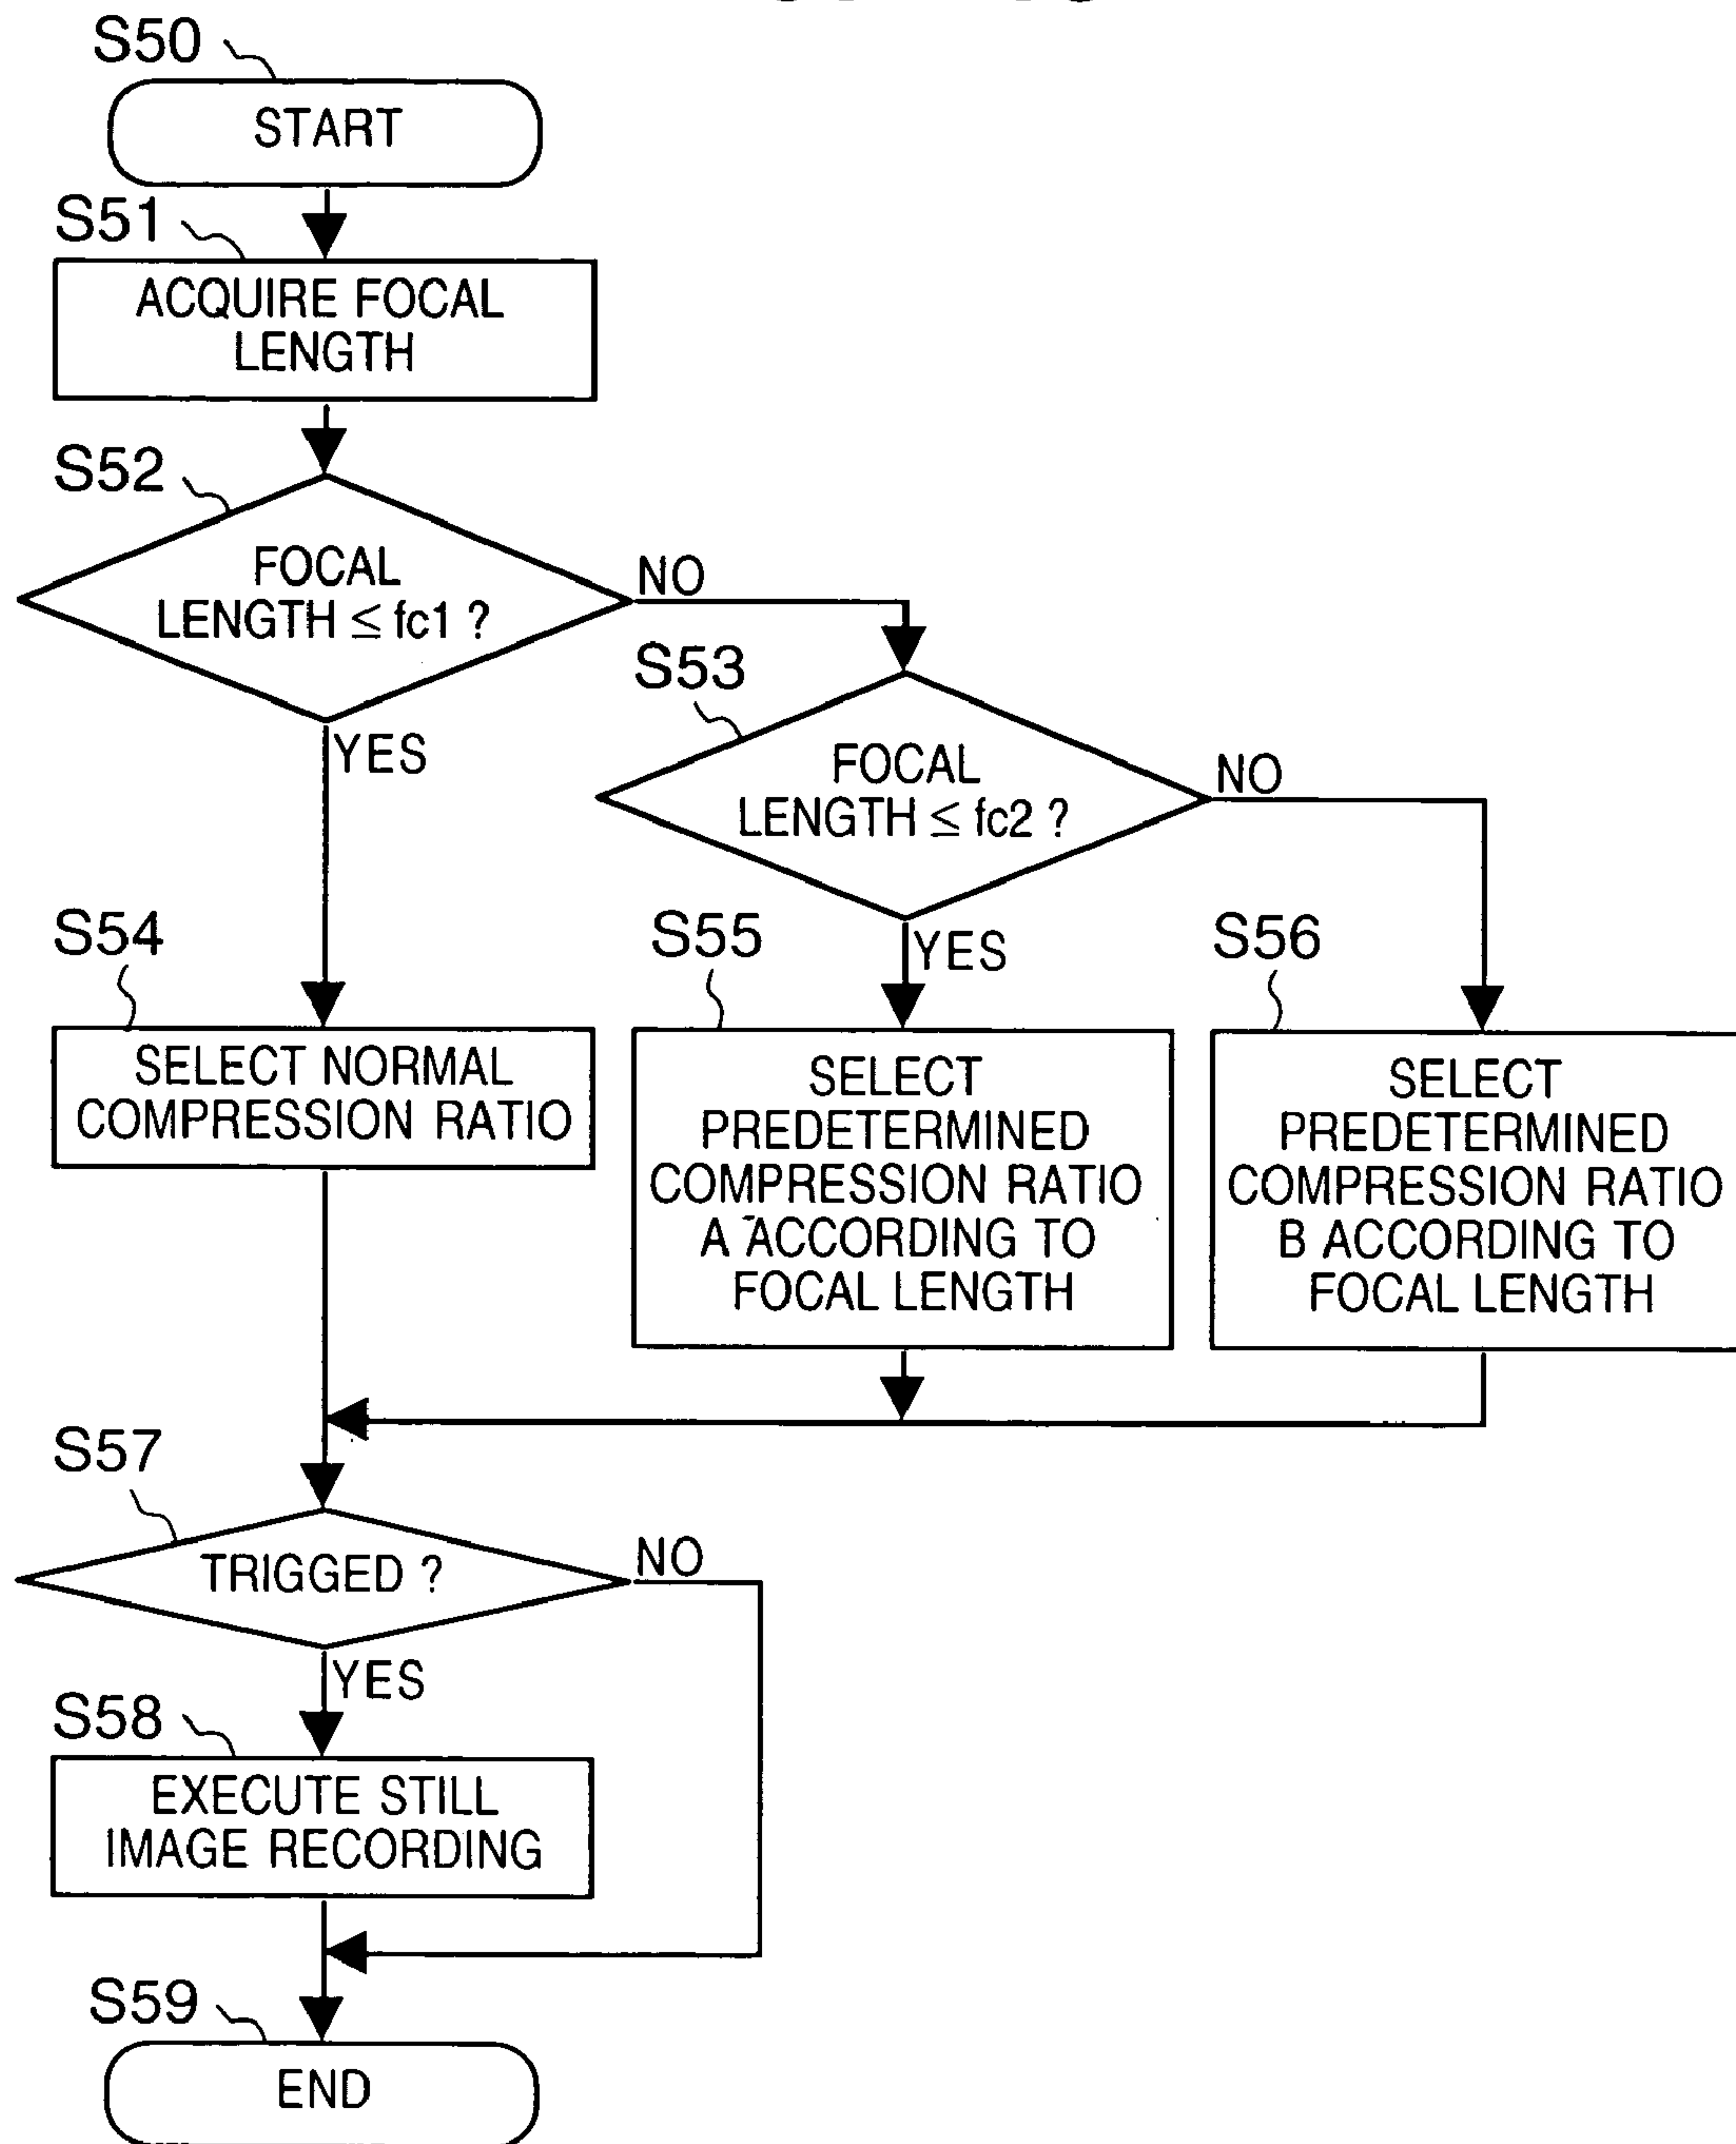 S50
START
S51
ACQUIRE FOCAL
LENGTH
S52
FOCAL
LENGTH ≦ fc1 ?
NO
YES
S53
FOCAL
LENGTH ≦ fc2 ?
NO
YES
S54
SELECT NORMAL
COMPRESSION RATIO
S55
SELECT
PREDETERMINED
COMPRESSION RATIO
A ACCORDING TO
FOCAL LENGTH
S56
SELECT
PREDETERMINED
COMPRESSION RATIO
B ACCORDING TO
FOCAL LENGTH
S57
TRIGGED ?
NO
YES
S58
EXECUTE STILL
IMAGE RECORDING
S59
END